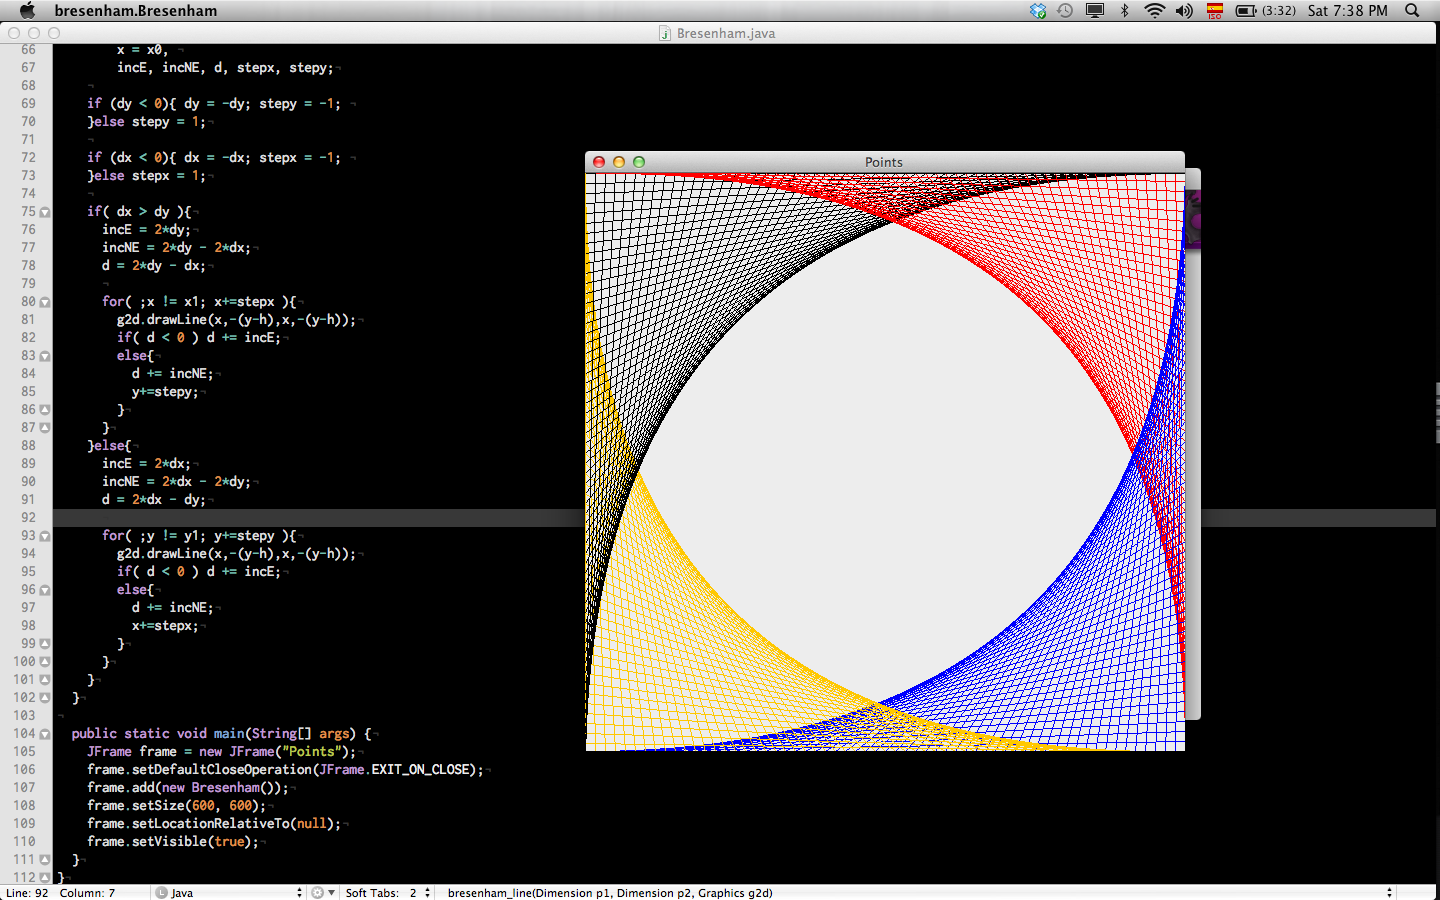 bresenham.Bresenham
(3:32) Sat 7:38 PM
ISO
Bresenham.java
66 x = x0,
67 incE, incNE, d, stepx, stepy;
68
69 if (dy < 0){ dy = -dy; stepy = -1;
70 }else stepy = 1;
71
72 if (dx < 0){ dx = -dx; stepx = -1;
73 }else stepx = 1;
74
75 if( dx > dy ){
76 incE = 2*dy;
77 incNE = 2*dy - 2*dx;
78 d = 2*dy - dx;
79
80 for( ;x != x1; x+=stepx ){
81 g2d.drawLine(x,-(y-h),x,-(y-h));
82 if( d < 0 ) d += incE;
83 else{
84 d += incNE;
85 y+=stepy;
86 }
87 }
88 }else{
89 incE = 2*dx;
90 incNE = 2*dx - 2*dy;
91 d = 2*dx - dy;
92
93 for( ;y != y1; y+=stepy ){
94 g2d.drawLine(x,-(y-h),x,-(y-h));
95 if( d < 0 ) d += incE;
96 else{
97 d += incNE;
98 x+=stepx;
99 }
100 }
101 }
102 }
103
104 public static void main(String[] args) {
105 JFrame frame = new JFrame("Points");
106 frame.setDefaultCloseOperation(JFrame.EXIT_ON_CLOSE);
107 frame.add(new Bresenham());
108 frame.setSize(600, 600);
109 frame.setLocationRelativeTo(null);
110 frame.setVisible(true);
111 }
112 }
Points
Line: 92 Column: 7 L Java Soft Tabs: 2 bresenham_line(Dimension p1, Dimension p2, Graphics g2d)